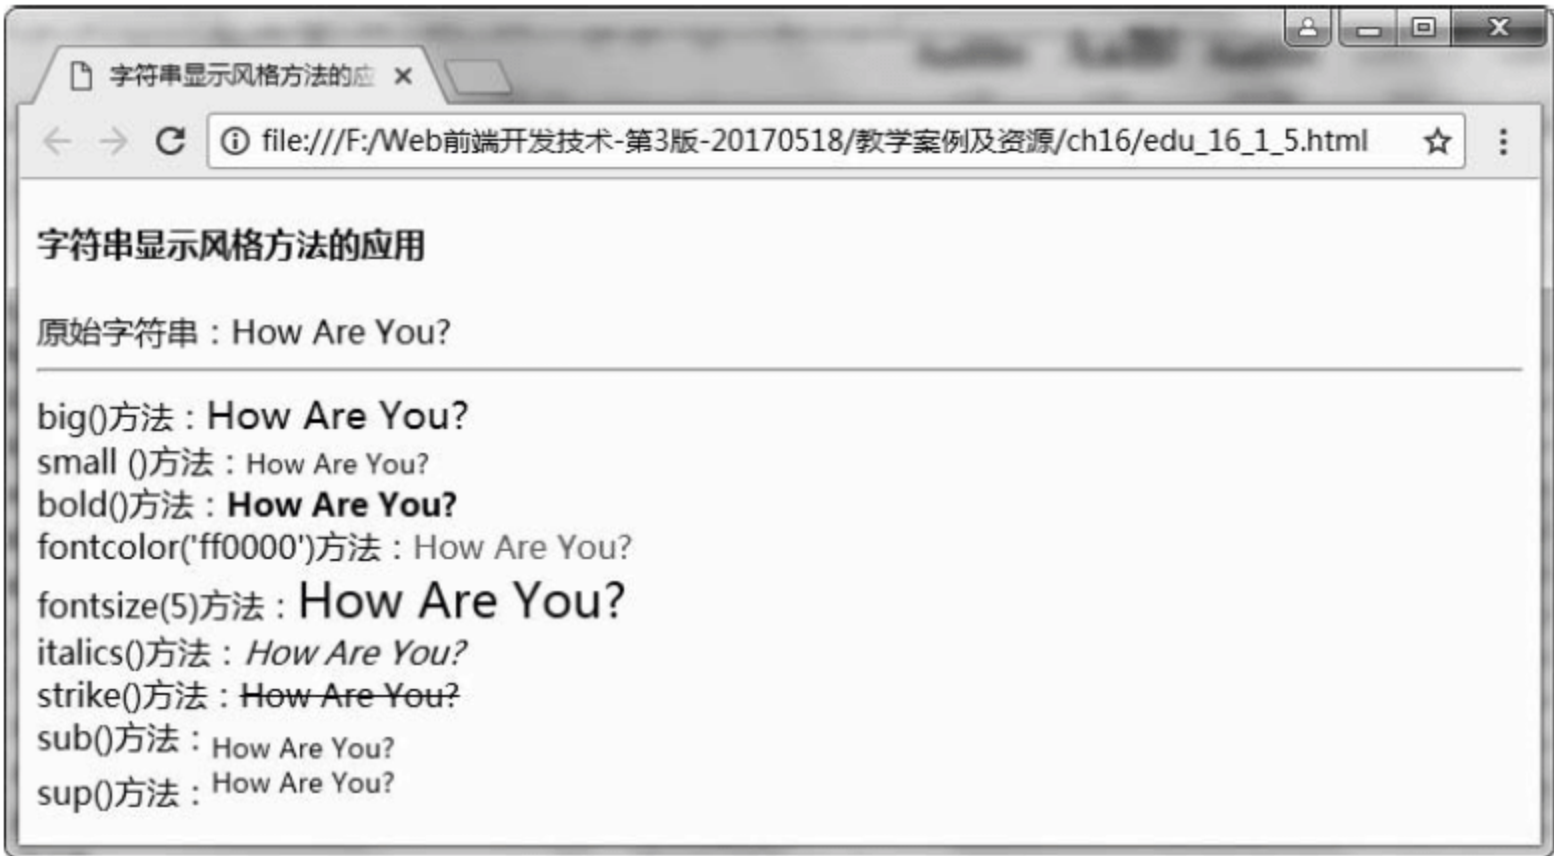 字符串显示风格方法的应
file:///F:/Web前端开发技术-第3版-20170518/教学案例及资源/ch16/edu_16_1_5.html
字符串显示风格方法的应用
原始字符串：How Are You?
big()方法：How Are You?
small ()方法：How Are You?
bold()方法：How Are You?
fontcolor('ff0000')方法：How Are You?
fontsize(5)方法：How Are You?
italics()方法：How Are You?
strike()方法：How Are You?
sub()方法：How Are You?
sup()方法：How Are You?